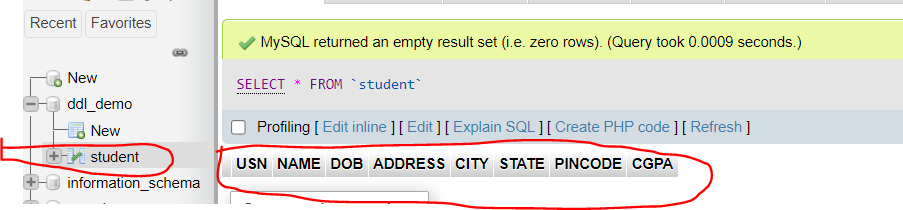 Recent Favorites
New
ddl_demo
New
student
information_schema
MySQL returned an empty result set (i.e. zero rows). (Query took 0.0009 seconds.)
SELECT * FROM `student`
Profiling [ Edit inline ] [ Edit ] [ Explain SQL ] [ Create PHP code ] [ Refresh ]
USN NAME DOB ADDRESS CITY STATE PINCODE CGPA